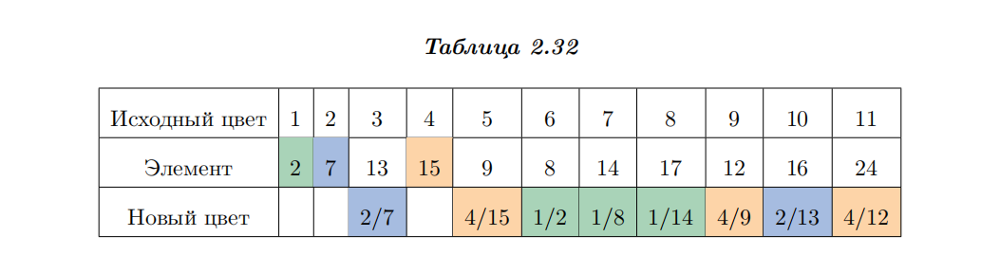 Таблица 2.32
Исходный цвет 1 2 3 4 5 6 7 8 9 10 11
Элемент 2 7 13 15 9 8 14 17 12 16 24
Новый цвет 2/7 4/15 1/2 1/8 1/14 4/9 2/13 4/12